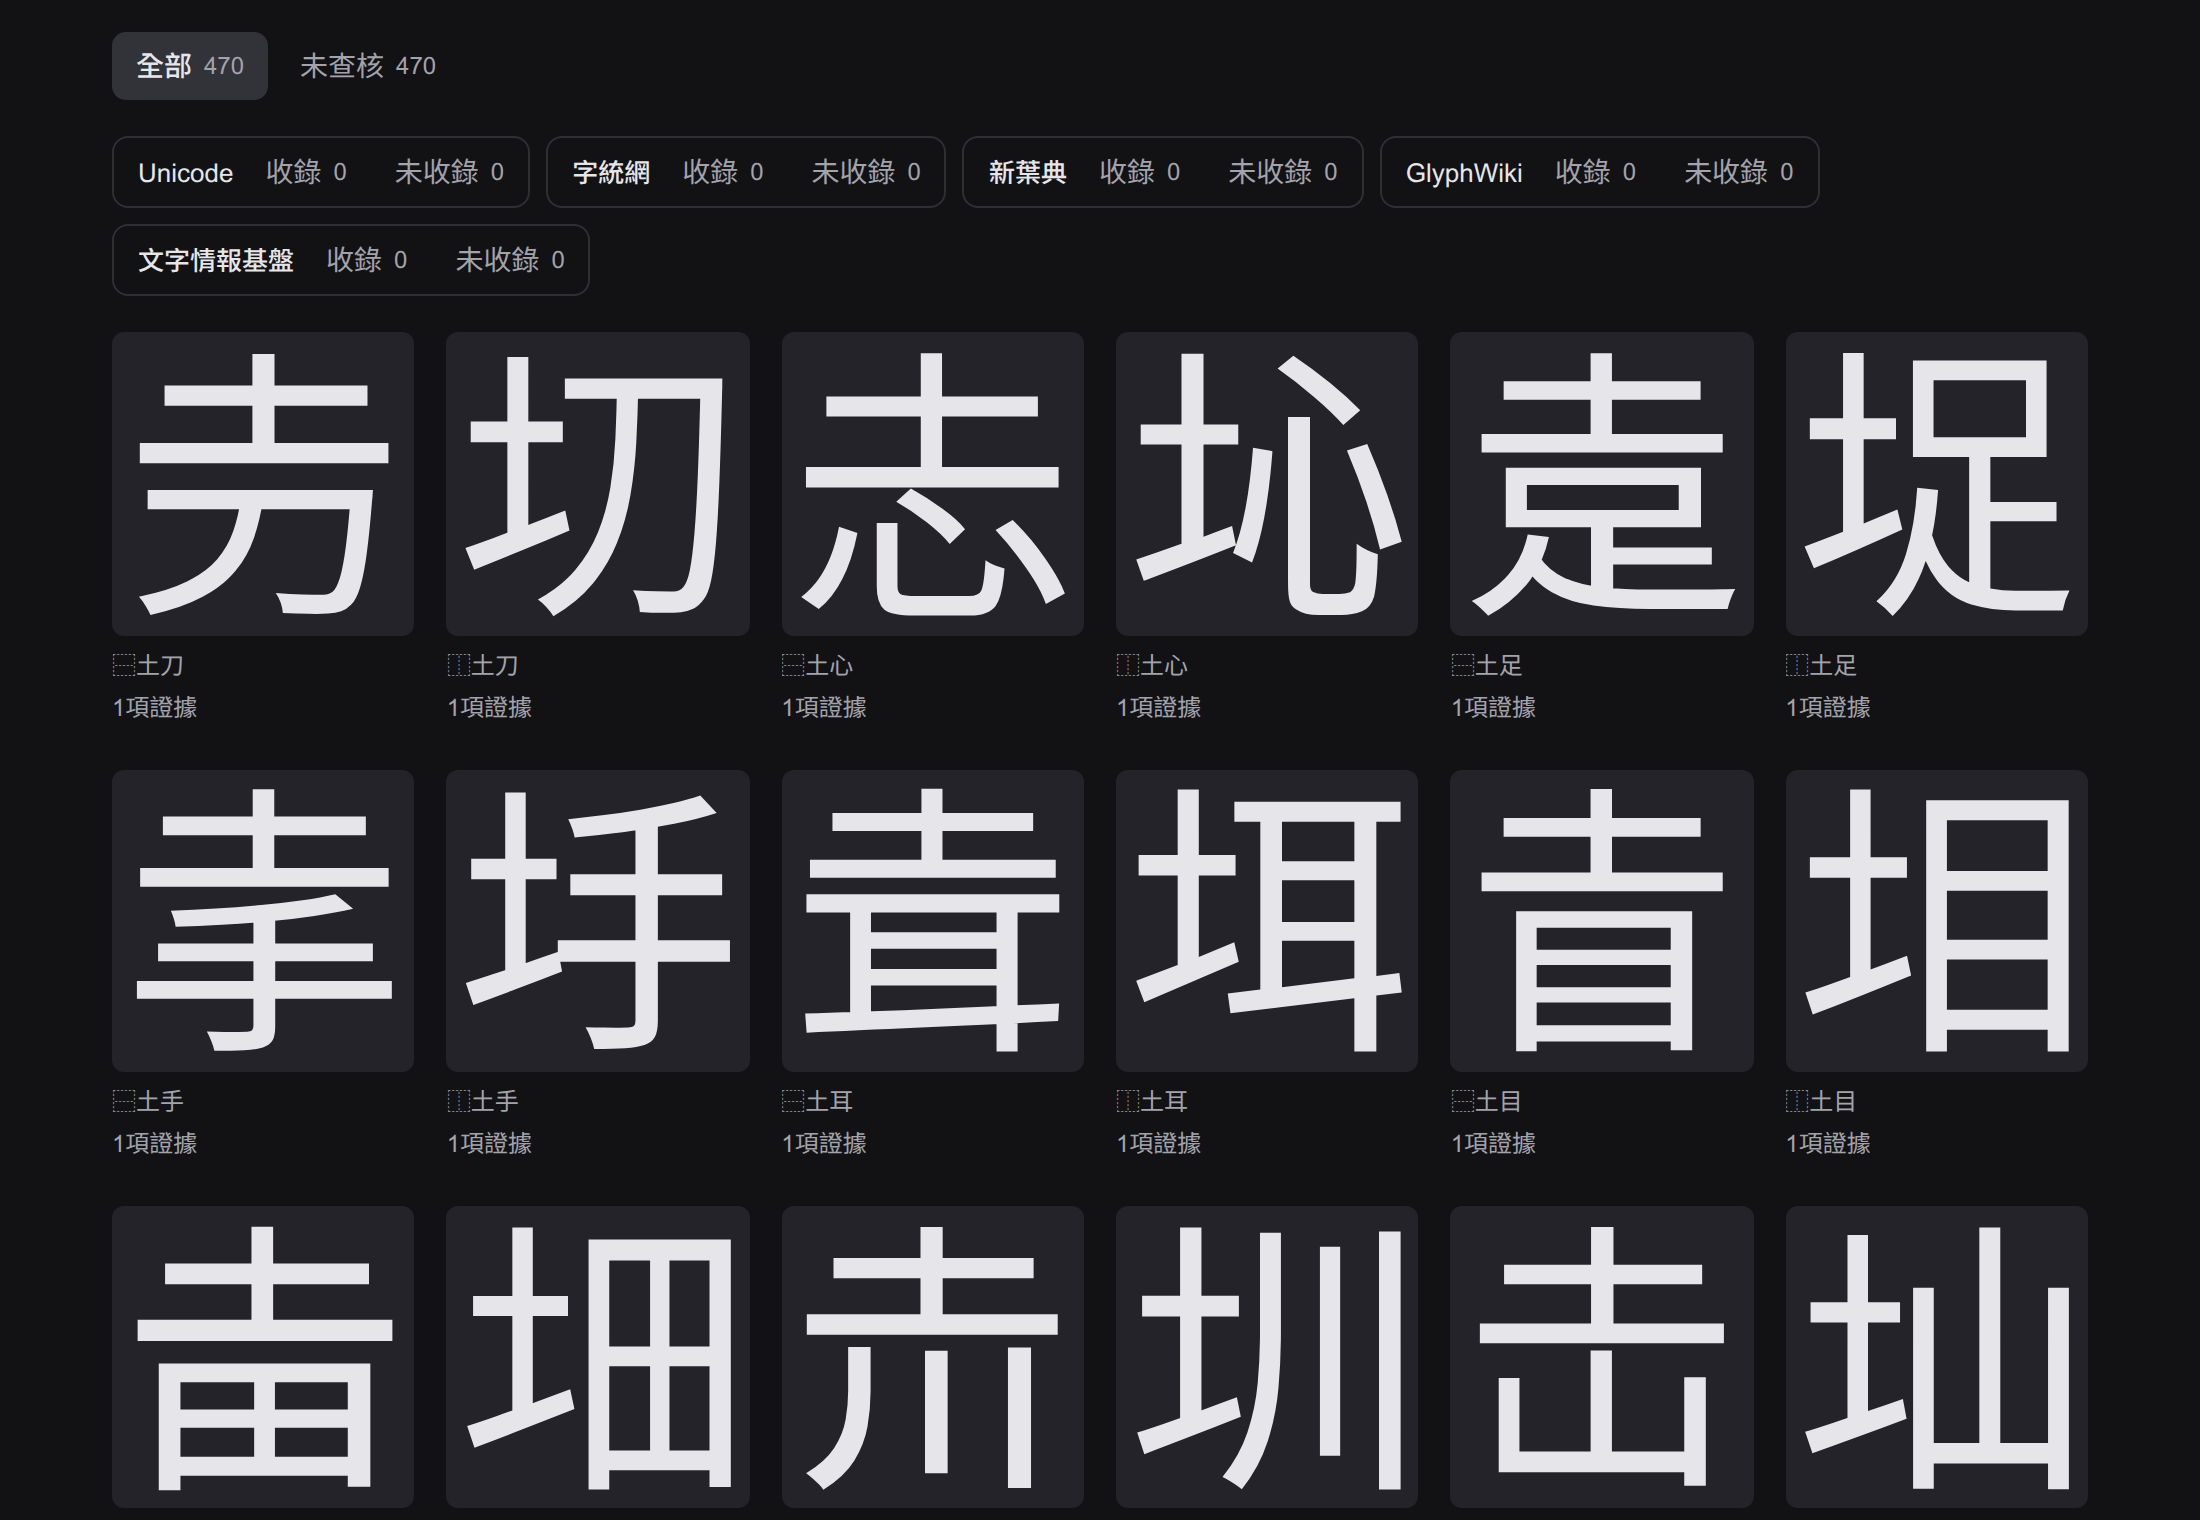 全部 470 未查核 470
Unicode 收錄 0 未收錄 0 字統網 收錄 0 未收錄 0 新葉典 收錄 0 未收錄 0 GlyphWiki 收錄 0 未收錄 0
文字情報基盤 收錄 0 未收錄 0
⿱土刀 ⿰土刀 ⿱土心 ⿰土心 ⿱土足 ⿰土足
1項證據 1項證據 1項證據 1項證據 1項證據 1項證據
⿱土手 ⿰土手 ⿱土耳 ⿰土耳 ⿱土目 ⿰土目
1項證據 1項證據 1項證據 1項證據 1項證據 1項證據